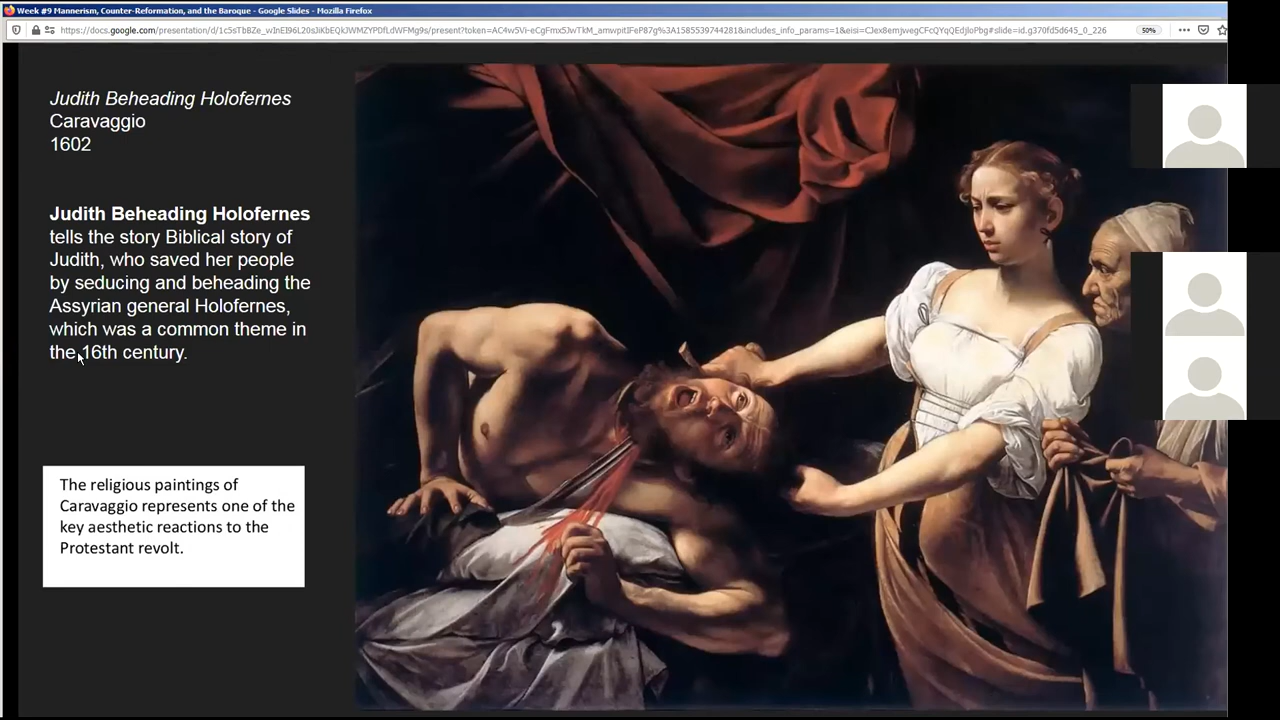 Week #9 Mannerism, Counter-Reformation, and the Baroque - Google Slides - Mozilla Firefox
50%
Judith Beheading Holofernes
Caravaggio
1602
Judith Beheading Holofernes
tells the story Biblical story of
Judith, who saved her people
by seducing and beheading the
Assyrian general Holofernes,
which was a common theme in
the 16th century.
The religious paintings of
Caravaggio represents one of the
key aesthetic reactions to the
Protestant revolt.